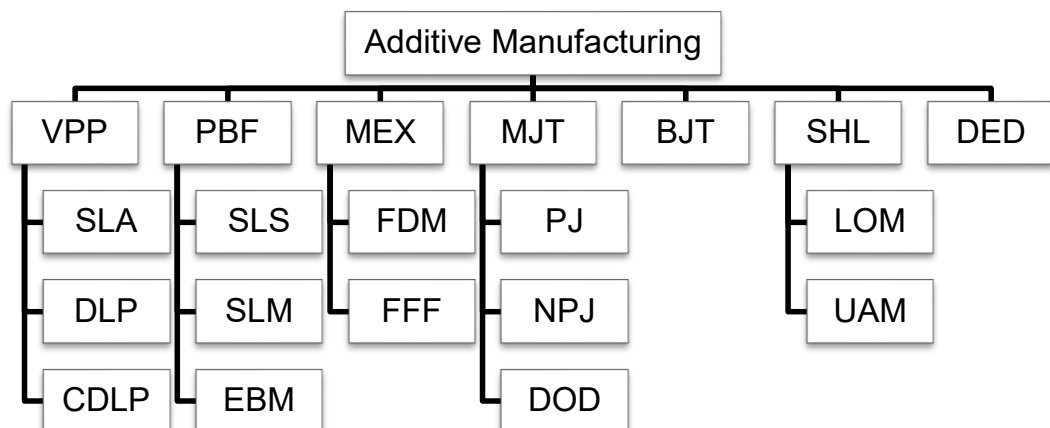 Additive Manufacturing
VPP
PBF
MEX
MJT
BJT
SHL
DED
SLA
SLS
FDM
PJ
LOM
DLP
SLM
FFF
NPJ
UAM
CDLP
EBM
DOD